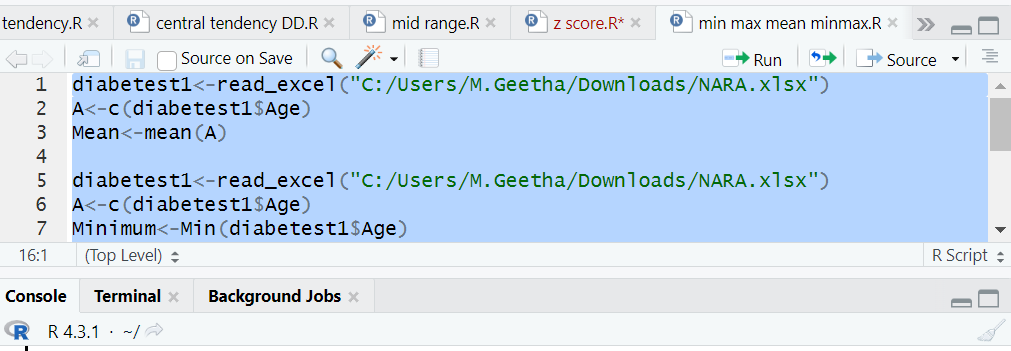 tendency.R central tendency DD.R mid range.R z score.R* min max mean minmax.R
Source on Save Run Source
1 diabetest1<-read_excel("C:/Users/M.Geetha/Downloads/NARA.xlsx")
2 A<-c(diabetest1$Age)
3 Mean<-mean(A)
4
5 diabetest1<-read_excel("C:/Users/M.Geetha/Downloads/NARA.xlsx")
6 A<-c(diabetest1$Age)
7 Minimum<-Min(diabetest1$Age)
16:1 (Top Level) R Script
Console Terminal Background Jobs
R R 4.3.1 · ~/